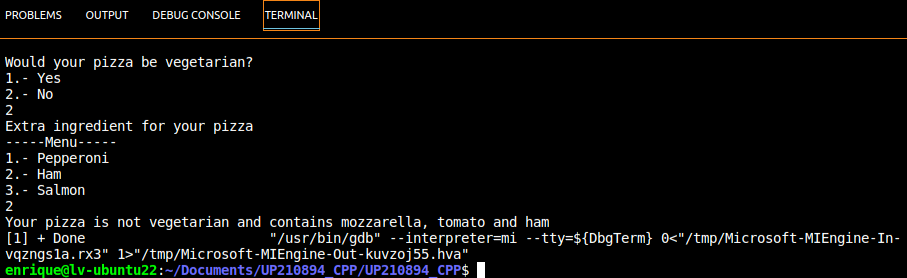 PROBLEMS OUTPUT DEBUG CONSOLE TERMINAL
Would your pizza be vegetarian?
1.- Yes
2.- No
2
Extra ingredient for your pizza
-----Menu-----
1.- Pepperoni
2.- Ham
3.- Salmon
2
Your pizza is not vegetarian and contains mozzarella, tomato and ham
[1] + Done                       "/usr/bin/gdb" --interpreter=mi --tty=${DbgTerm} 0<"/tmp/Microsoft-MIEngine-In-
vqzngs1a.rx3" 1>"/tmp/Microsoft-MIEngine-Out-kuvzoj55.hva"
enrique@lv-ubuntu22:~/Documents/UP210894_CPP/UP210894_CPP$